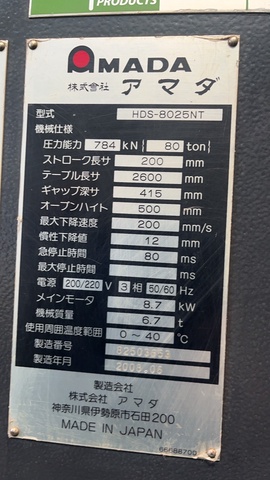 PRODUCTS
AMADA
株式会社 アマダ
型式 HDS-8025NT
機械仕様
圧力能力 784 kN { 80 ton }
ストローク長サ 200 mm
テーブル長サ 2600 mm
ギャップ深サ 415 mm
オープンハイト 500 mm
最大下降速度 200 mm/s
慣性下降値 12 mm
急停止時間 80 ms
最大停止時間 ms
電源 200/220 V 3 相 50/60 Hz
メインモータ 8.7 kW
機械質量 6.7 t
使用周囲温度範囲 0~40 ℃
製造番号
製造年月
製造会社
株式会社 アマダ
神奈川県伊勢原市石田200
MADE IN JAPAN
66688700